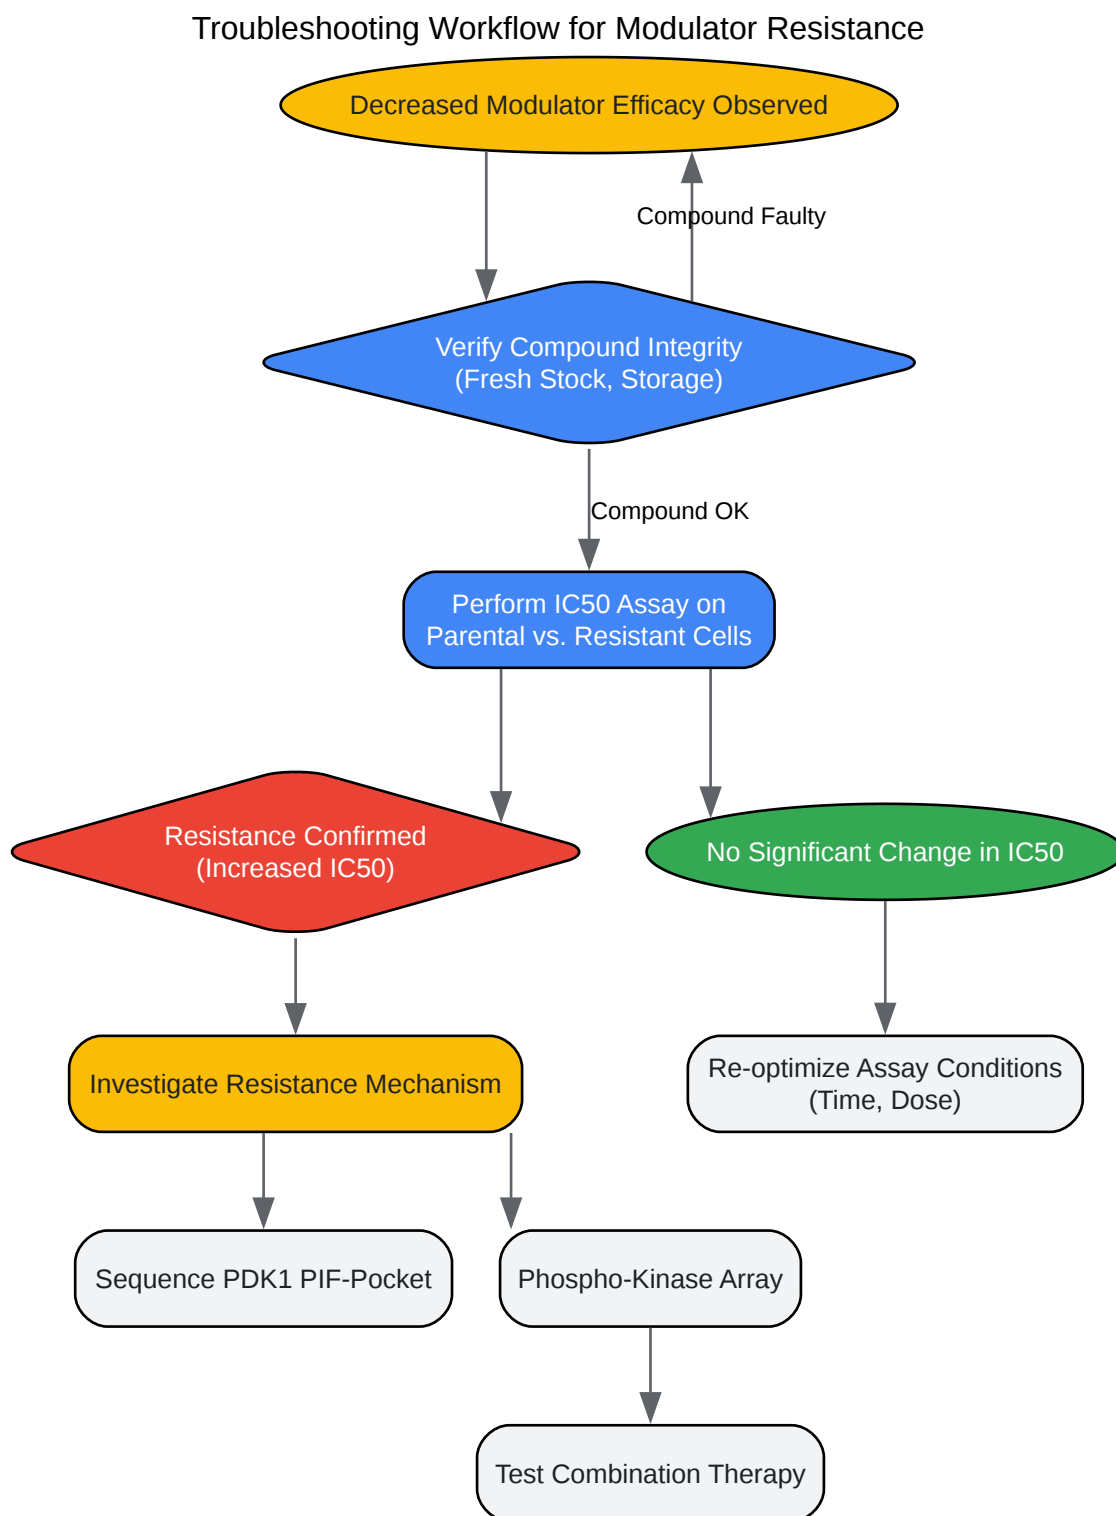 Troubleshooting Workflow for Modulator Resistance
Decreased Modulator Efficacy Observed
Compound Faulty
Verify Compound Integrity
(Fresh Stock, Storage)
Compound OK
Perform IC50 Assay on
Parental vs. Resistant Cells
Resistance Confirmed
(Increased IC50)
No Significant Change in IC50
Investigate Resistance Mechanism
Re-optimize Assay Conditions
(Time, Dose)
Sequence PDK1 PIF-Pocket
Phospho-Kinase Array
Test Combination Therapy